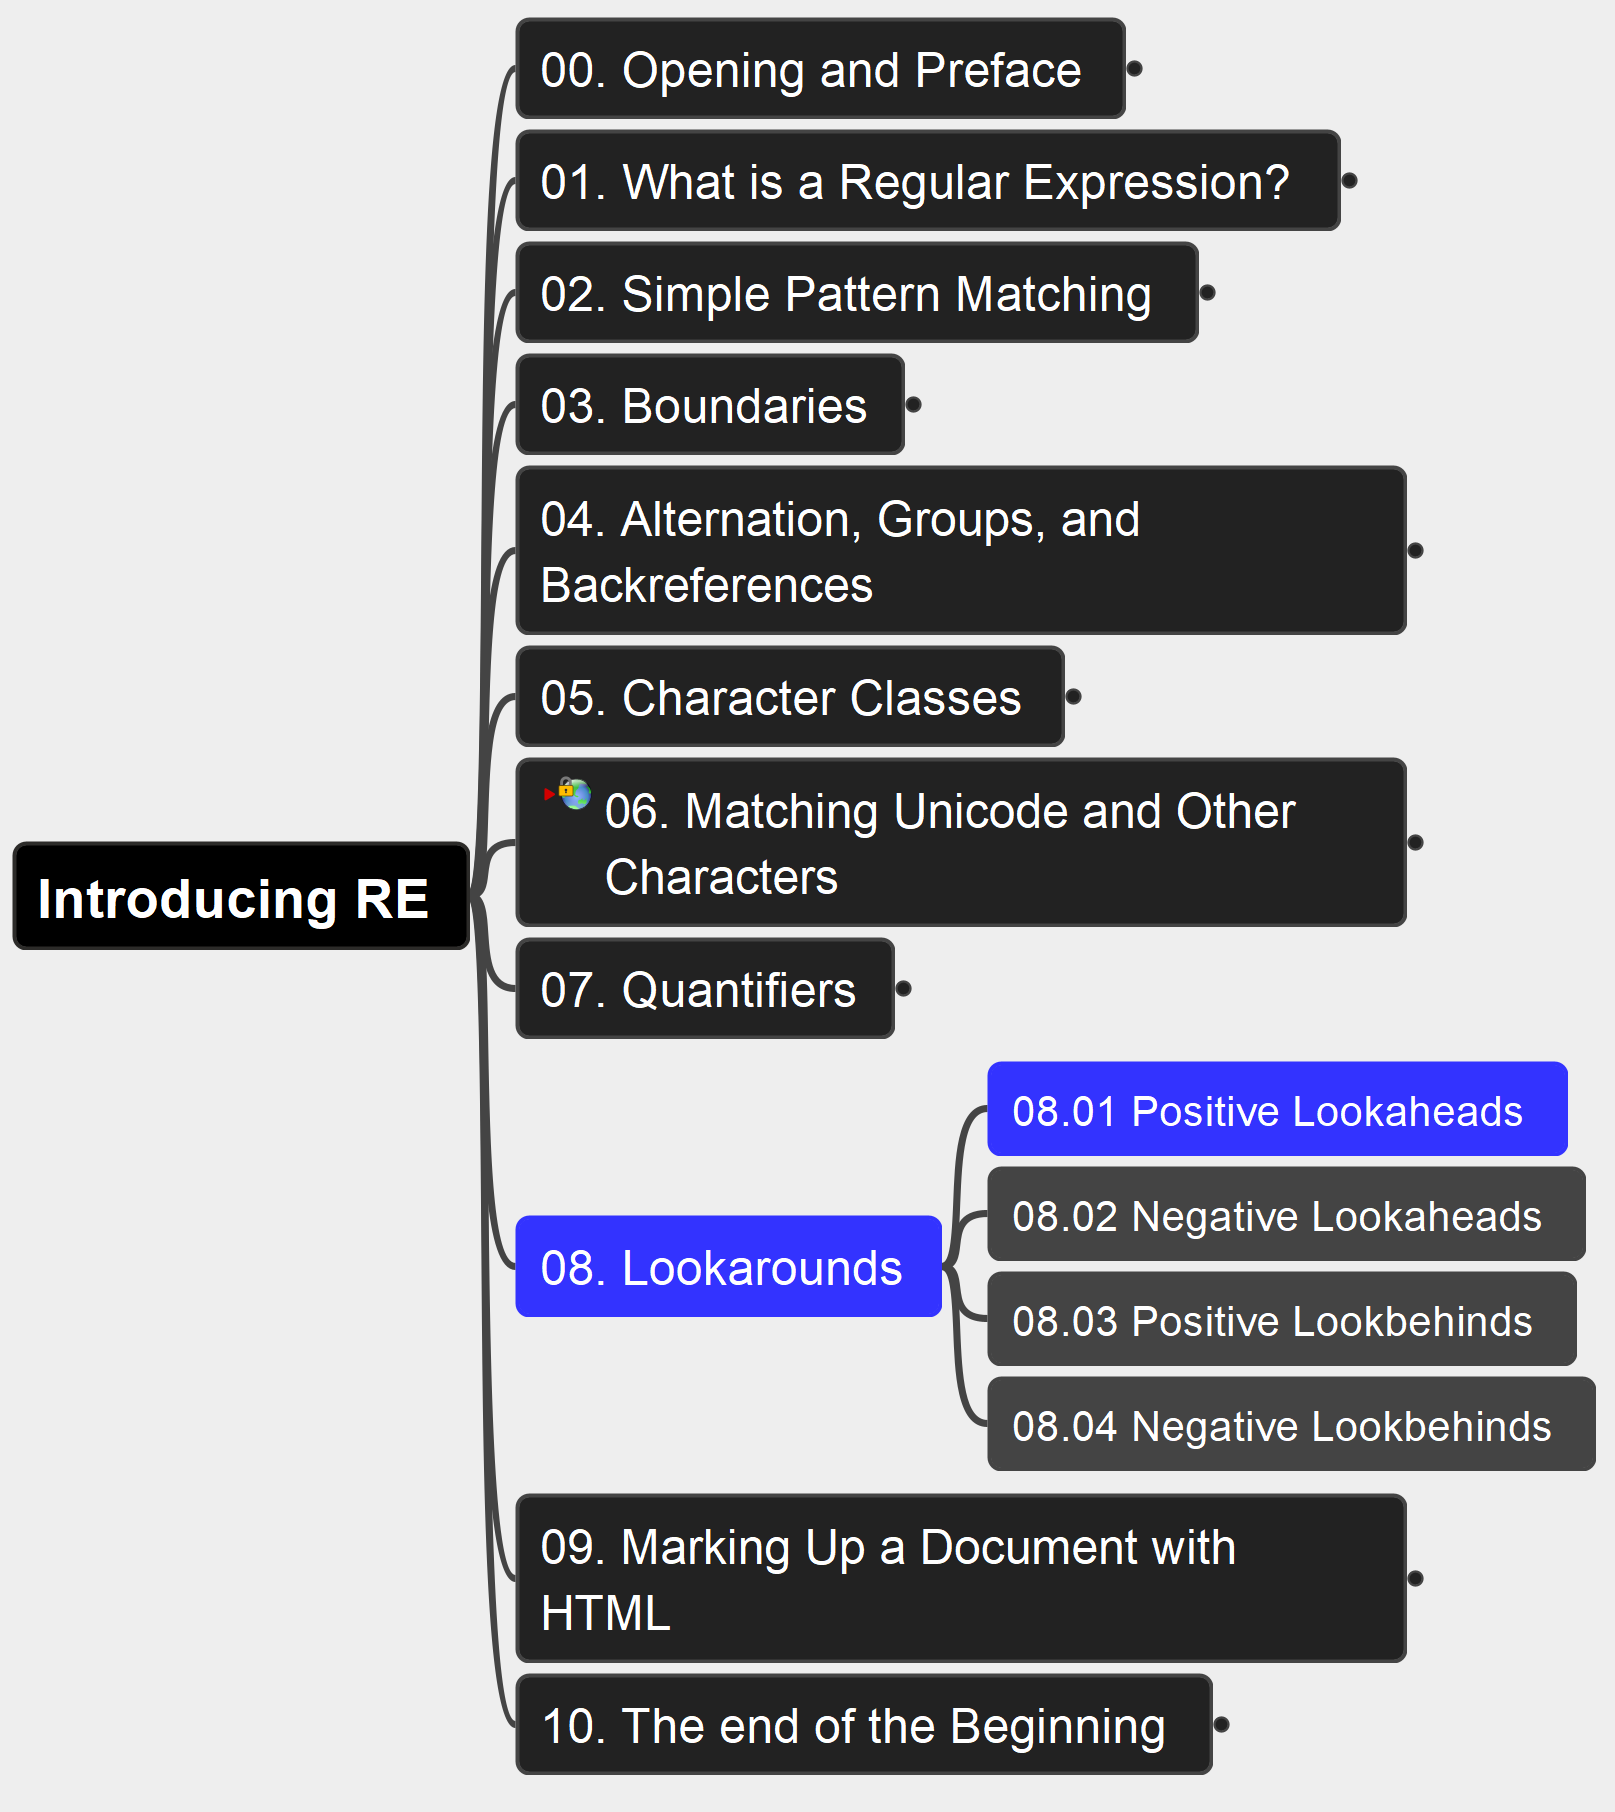 00. Opening and Preface
01. What is a Regular Expression?
02. Simple Pattern Matching
03. Boundaries
04. Alternation, Groups, and
Backreferences
05. Character Classes
06. Matching Unicode and Other
Characters
Introducing RE
07. Quantifiers
08. Lookarounds
08.01 Positive Lookaheads
08.02 Negative Lookaheads
08.03 Positive Lookbehinds
08.04 Negative Lookbehinds
09. Marking Up a Document with
HTML
10. The end of the Beginning